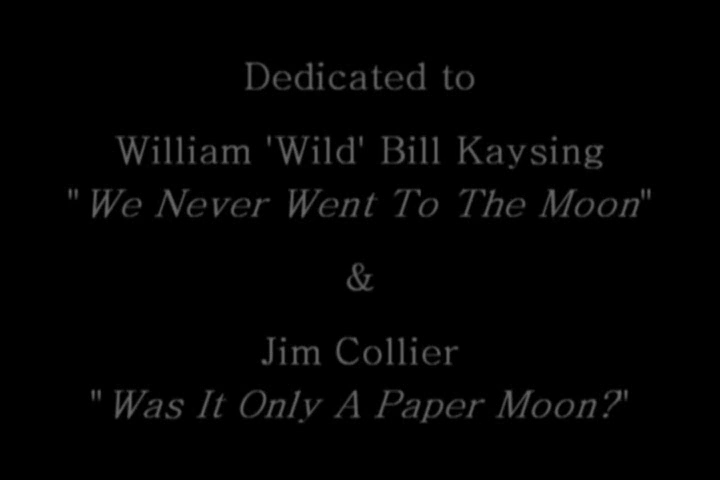 Dedicated to
William 'Wild' Bill Kaysing
"We Never Went To The Moon"
&
Jim Collier
"Was It Only A Paper Moon?"